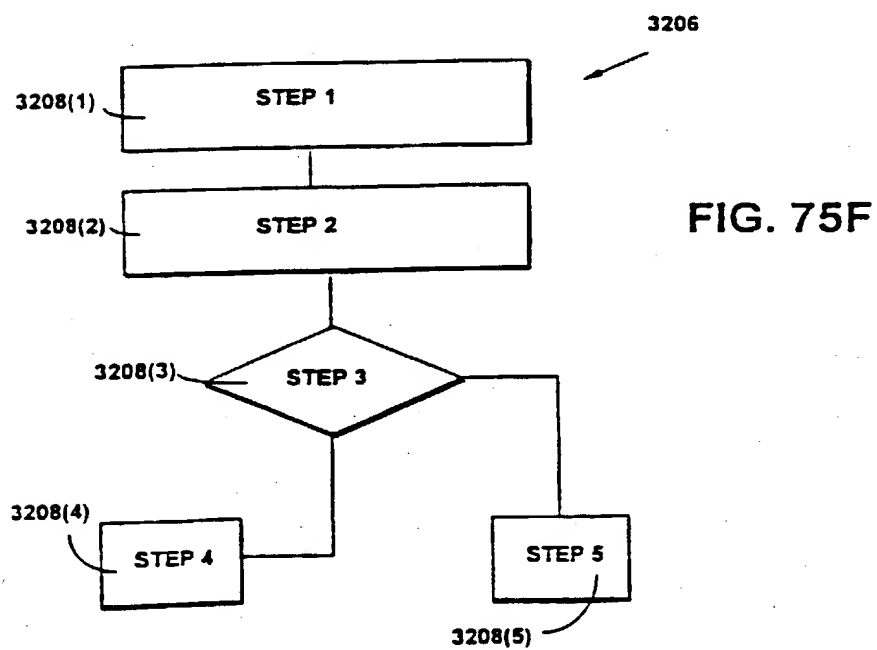 3206
STEP 1
3208(1)
STEP 2
3208(2)
FIG. 75F
STEP 3
3208(3)
3208(4)
STEP 4
STEP 5
3208(5)